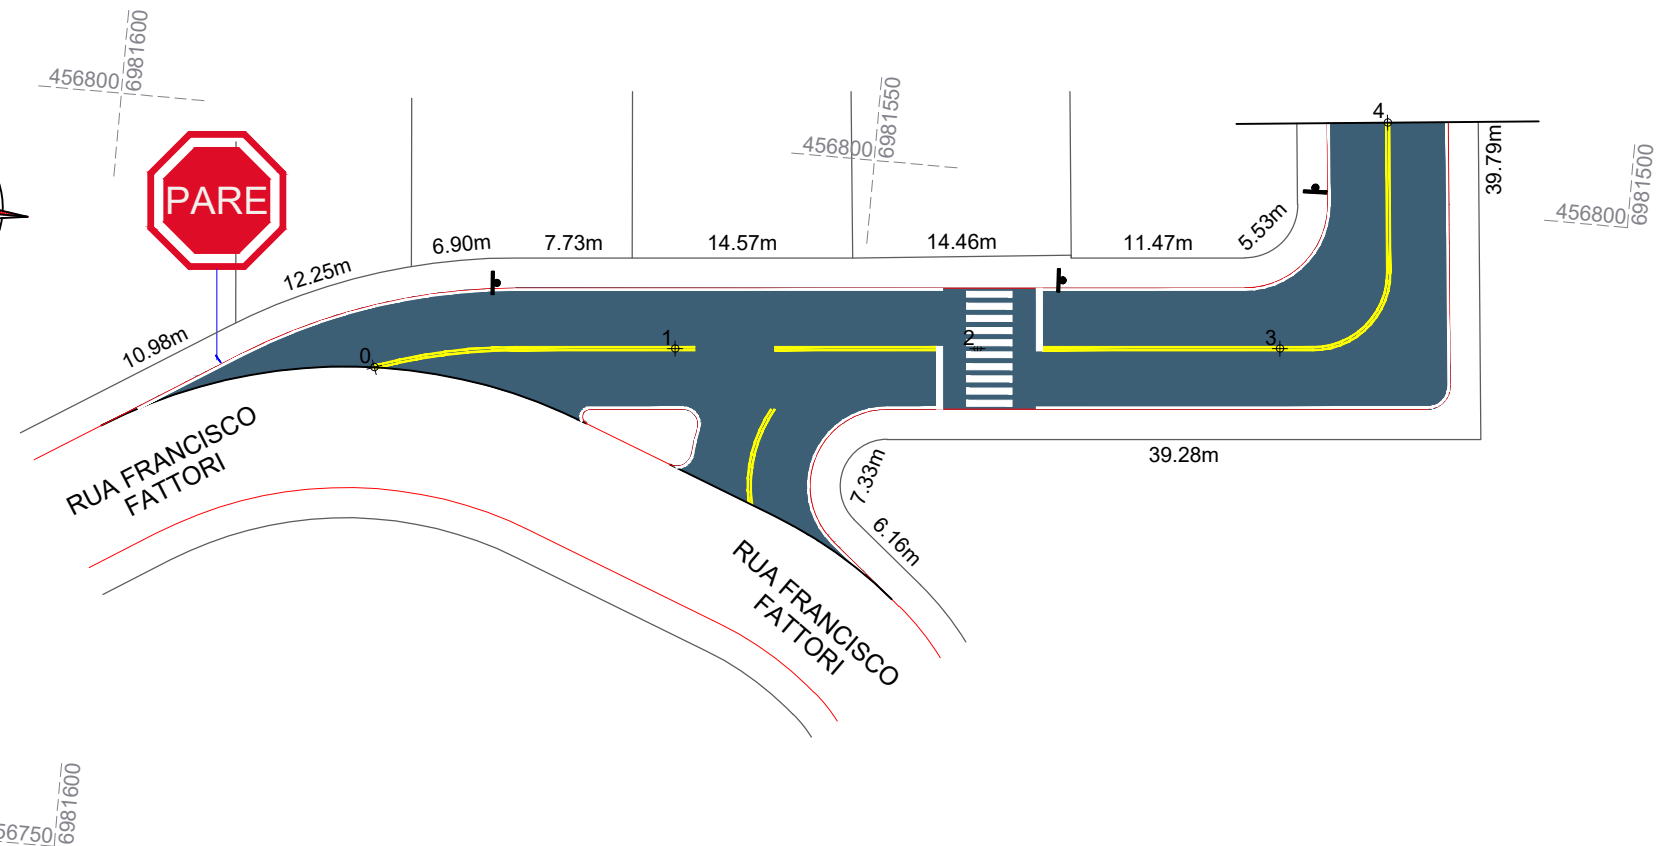 456800
6981600
PARE
456800
6981550
4
39.79m
456800
6981500
10.98m
12.25m
6.90m
7.73m
14.57m
14.46m
11.47m
5.53m
0
1
2
3
39.28m
7.33m
6.16m
RUA FRANCISCO
FATTORI
RUA FRANCISCO
FATTORI
56750
6981600